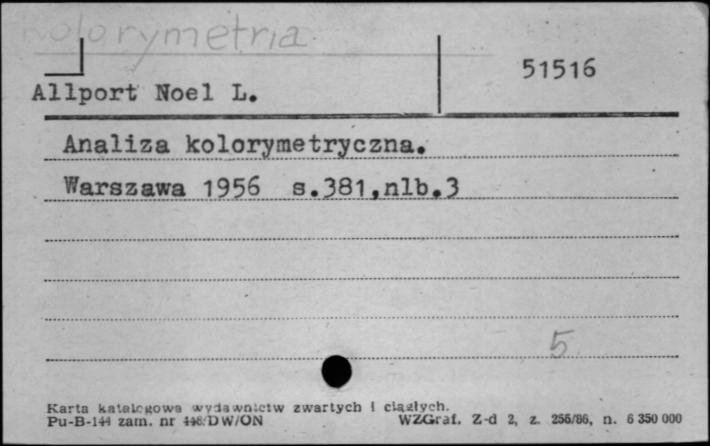 Kolorymetria
51516
Allport Noel L.
Analiza kolorymetryczna.
Warszawa 1956 s.381,nlb.3
5
Karta katalogowa wydawnictw zwartych i ciągłych.
Pu-B-144 zam. nr 448/DW/ON WZGraf. Z-d 2, z. 255/86, n. 6 350 000